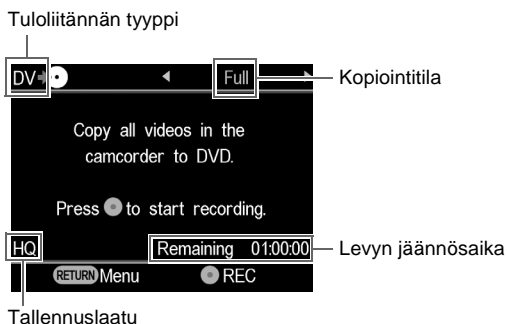 Tuloliitännän tyyppi
DV Full Kopiointitila
Copy all videos in the
camcorder to DVD.
Press to start recording.
HQ Remaining 01:00:00 Levyn jäännösaika
RETURN Menu REC
Tallennuslaatu